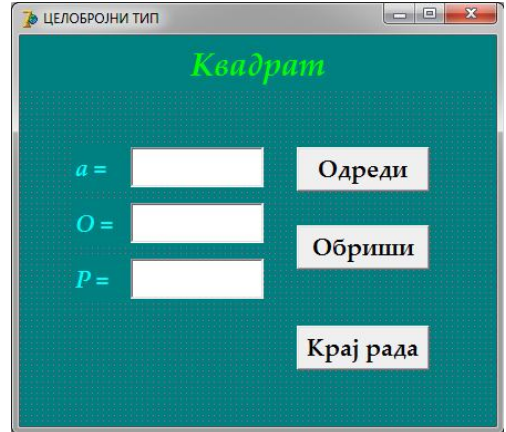 ЦЕЛОБРОЈНИ ТИП
Квадрат
a = Одреди
O =
Обриши
P =
Крај рада